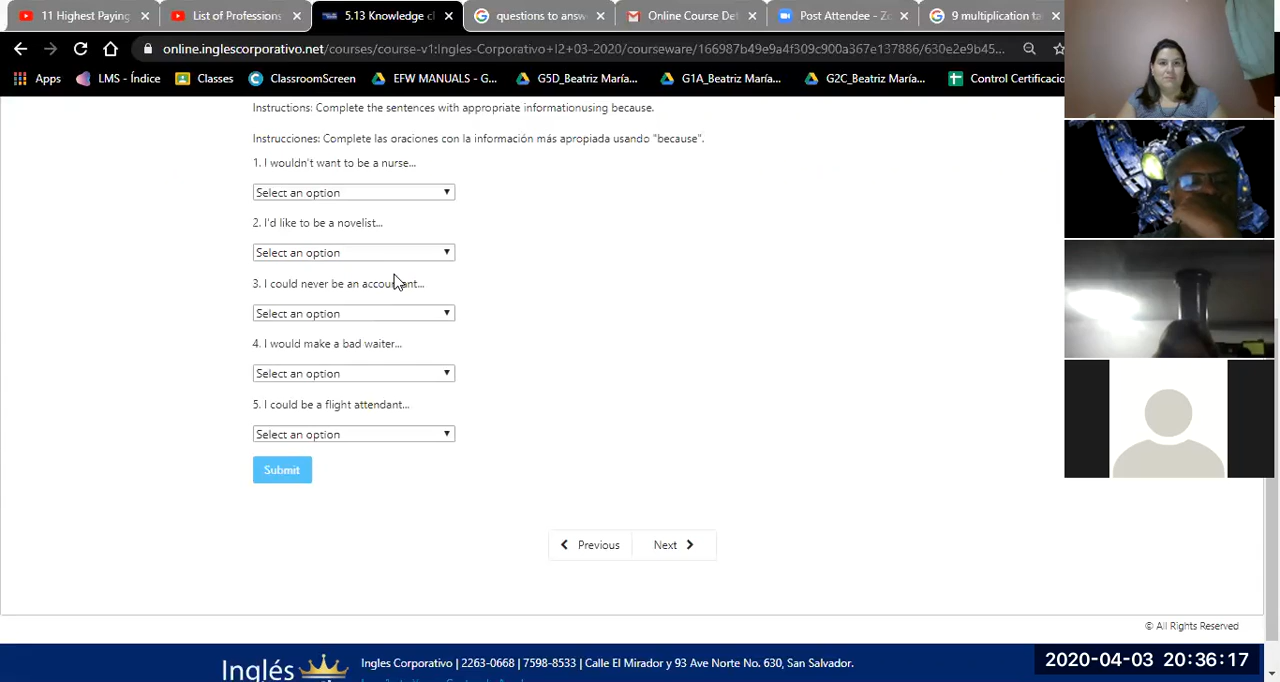 11 Highest Paying
List of Professions
5.13 Knowledge c
questions to answ
Online Course De
Post Attendee - Zo
9 multiplication ta
online.inglescorporativo.net/courses/course-v1:Ingles-Corporativo+I2+03-2020/courseware/166987b49e9a4f309c900a367e137886/630e2e9b45...
Apps
LMS - Índice
Classes
ClassroomScreen
EFW MANUALS - G...
G5D_Beatriz María...
G1A_Beatriz María...
G2C_Beatriz María...
Control Certificacio
Instructions: Complete the sentences with appropriate informationusing because.
Instrucciones: Complete las oraciones con la información más apropiada usando "because".
1. I wouldn't want to be a nurse...
Select an option
2. I'd like to be a novelist...
Select an option
3. I could never be an accountant...
Select an option
4. I would make a bad waiter...
Select an option
5. I could be a flight attendant...
Select an option
Submit
Previous
Next
© All Rights Reserved
Inglés
Ingles Corporativo | 2263-0668 | 7598-8533 | Calle El Mirador y 93 Ave Norte No. 630, San Salvador.
2020-04-03 20:36:17